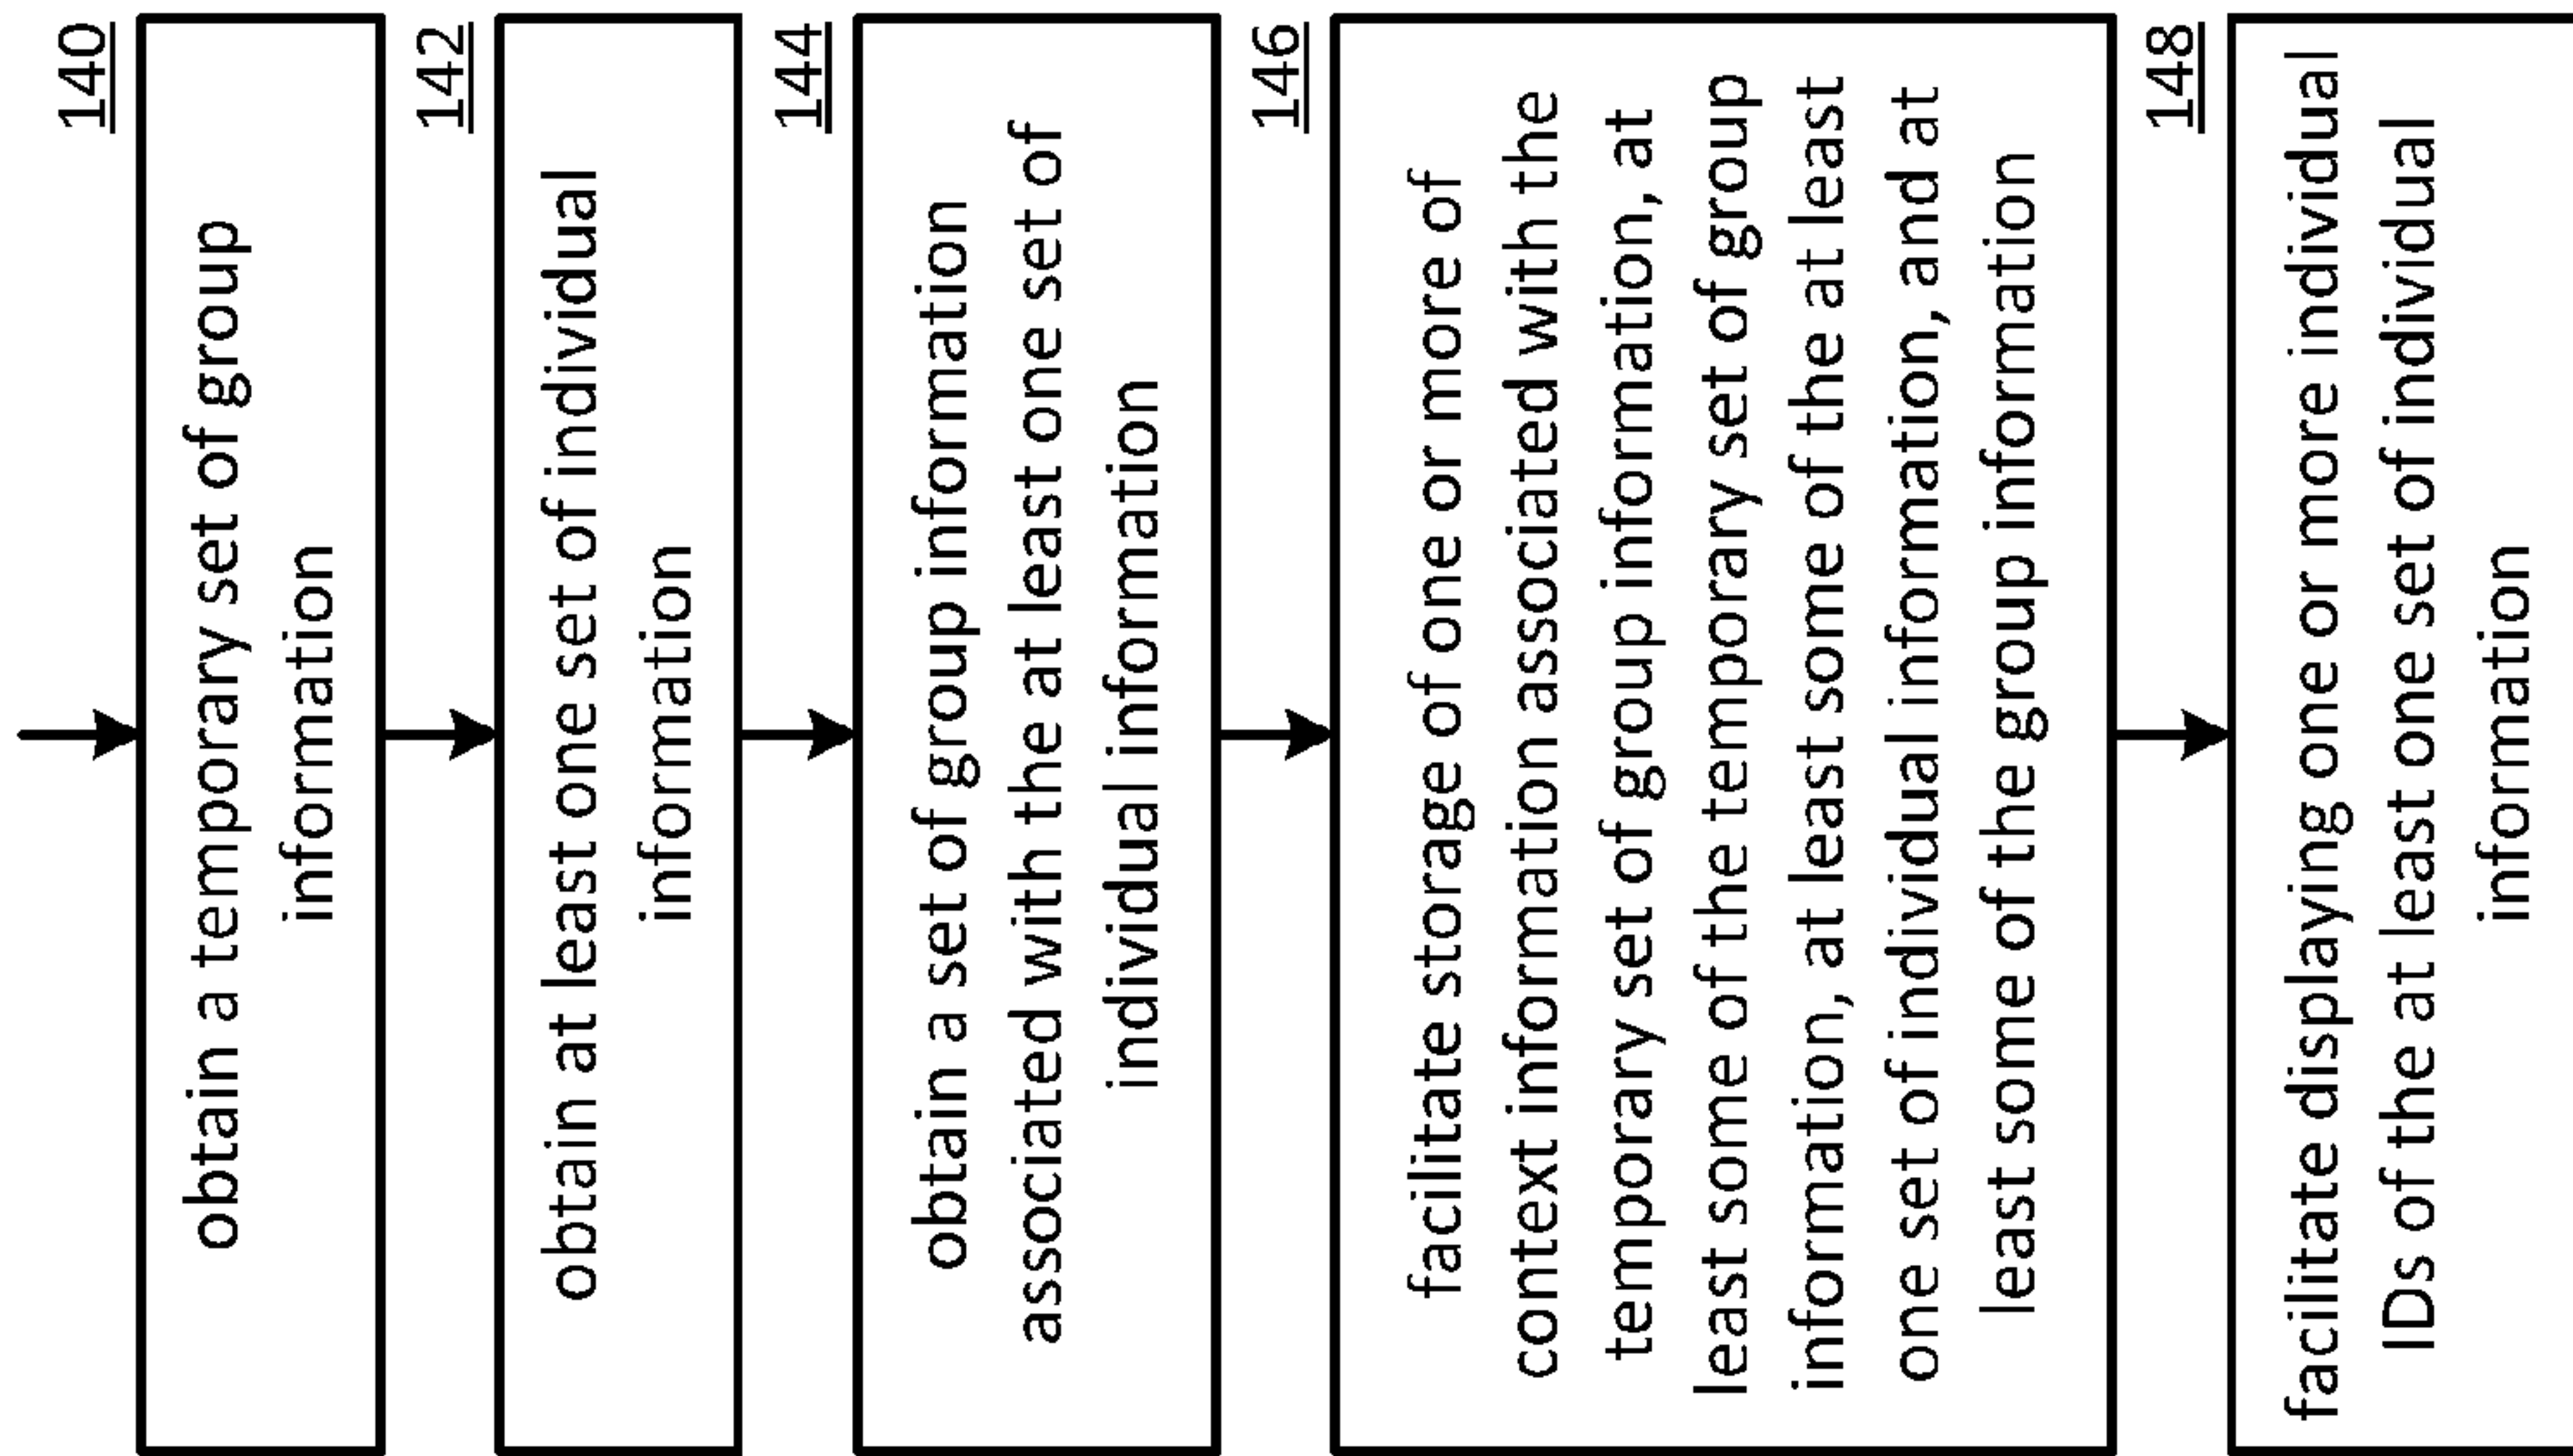 140
obtain a temporary set of group
information
142
obtain at least one set of individual
information
144
obtain a set of group information
associated with the at least one set of
individual information
146
facilitate storage of one or more of
context information associated with the
temporary set of group information, at
least some of the temporary set of group
information, at least some of the at least
one set of individual information, and at
least some of the group information
148
facilitate displaying one or more individual
IDs of the at least one set of individual
information